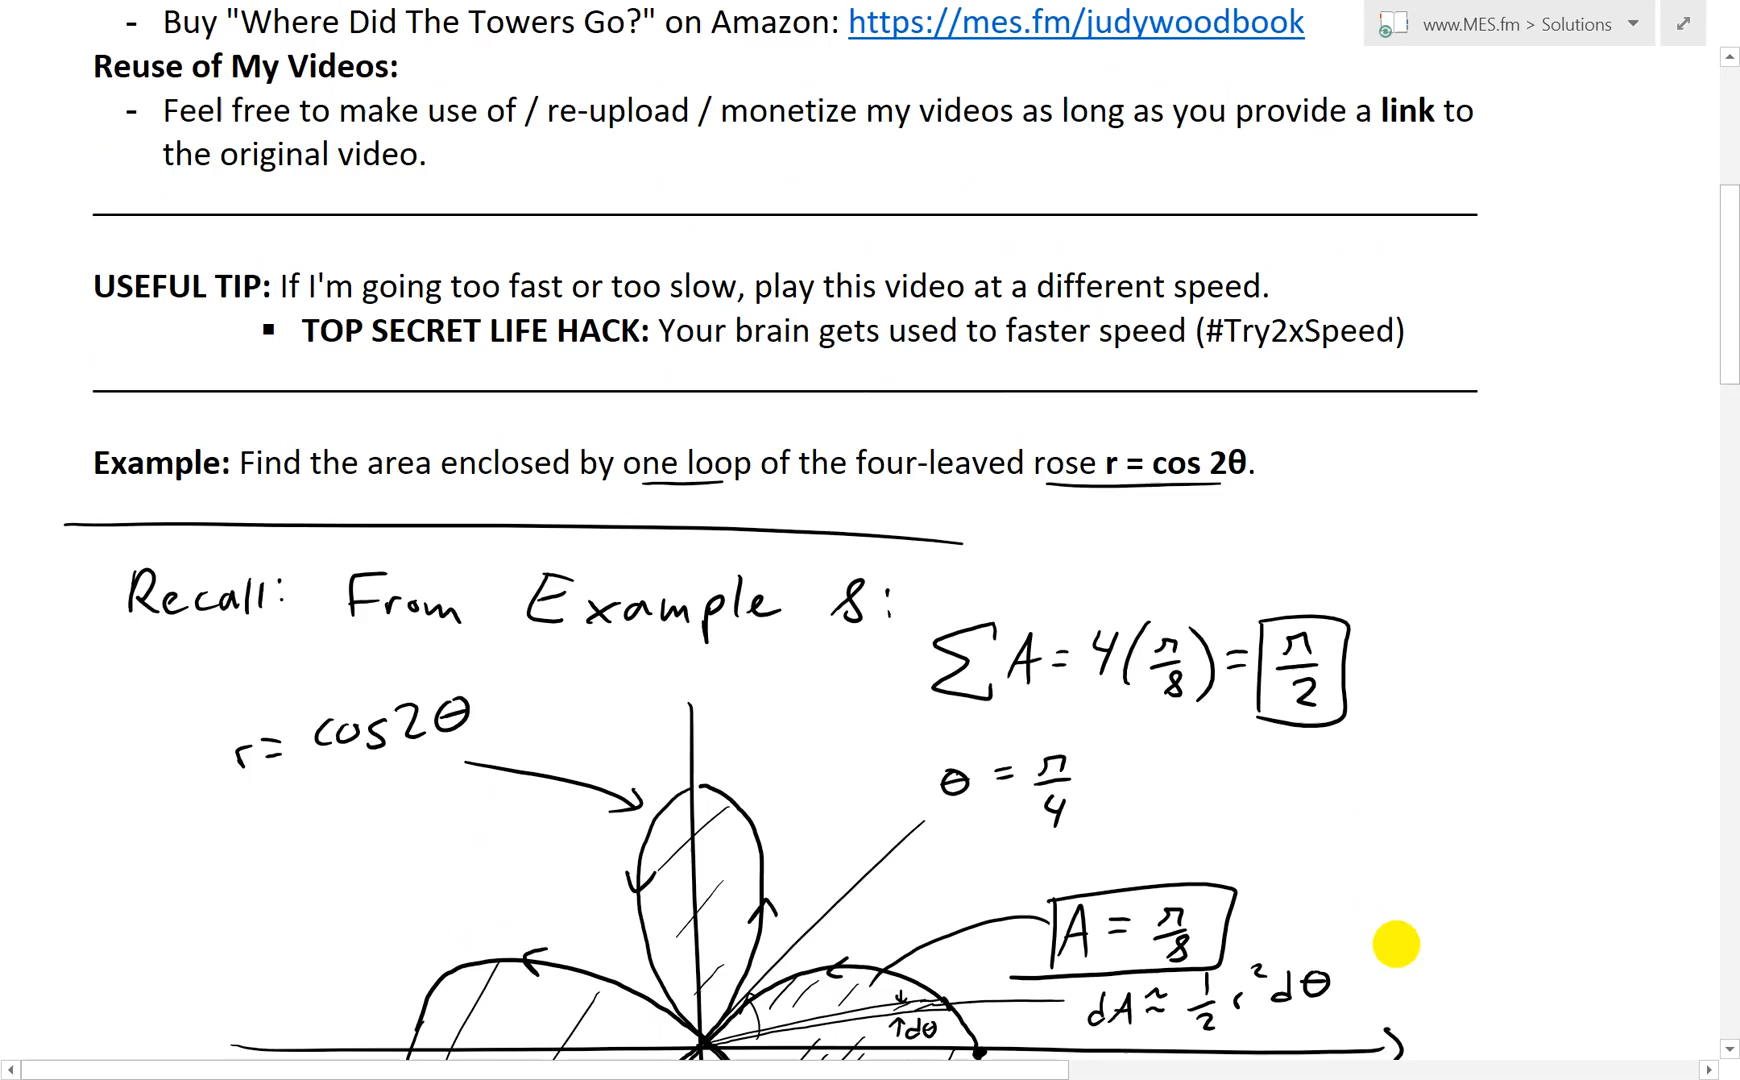 - Buy "Where Did The Towers Go?" on Amazon: https://mes.fm/judywoodbook
www.MES.fm > Solutions
Reuse of My Videos:
- Feel free to make use of / re-upload / monetize my videos as long as you provide a link to
the original video.
USEFUL TIP: If I'm going too fast or too slow, play this video at a different speed.
▪ TOP SECRET LIFE HACK: Your brain gets used to faster speed (#Try2xSpeed)
Example: Find the area enclosed by one loop of the four-leaved rose r = cos 2θ.
Recall: From Example 8:
∑ A = 4(π/8) = π/2
r = cos2θ
θ = π/4
A = π/8
dA ≈ 1/2 r² dθ
dθ